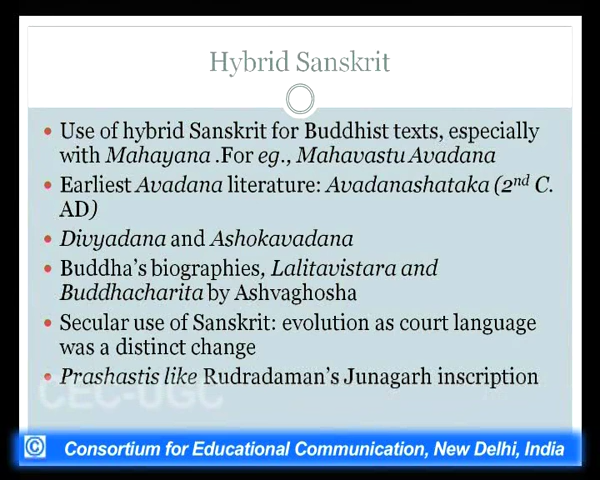 Hybrid Sanskrit
• Use of hybrid Sanskrit for Buddhist texts, especially
with Mahayana .For eg., Mahavastu Avadana
• Earliest Avadana literature: Avadanashataka (2nd C.
AD)
• Divyadana and Ashokavadana
• Buddha's biographies, Lalitavistara and
Buddhacharita by Ashvaghosha
• Secular use of Sanskrit: evolution as court language
was a distinct change
• Prashastis like Rudradaman's Junagarh inscription
CEC-UGC
© Consortium for Educational Communication, New Delhi, India